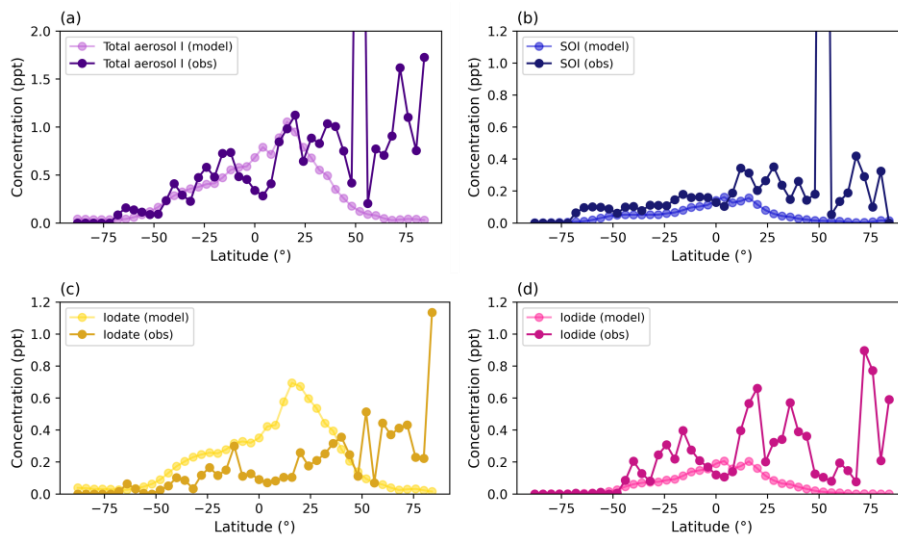 (a)
Total aerosol I (model)
Total aerosol I (obs)
Concentration (ppt)
2.0
1.5
1.0
0.5
0.0
−75 −50 −25 0 25 50 75
Latitude (°)
(b)
SOI (model)
SOI (obs)
Concentration (ppt)
1.2
1.0
0.8
0.6
0.4
0.2
0.0
−75 −50 −25 0 25 50 75
Latitude (°)
(c)
Iodate (model)
Iodate (obs)
Concentration (ppt)
1.2
1.0
0.8
0.6
0.4
0.2
0.0
−75 −50 −25 0 25 50 75
Latitude (°)
(d)
Iodide (model)
Iodide (obs)
Concentration (ppt)
1.2
1.0
0.8
0.6
0.4
0.2
0.0
−75 −50 −25 0 25 50 75
Latitude (°)